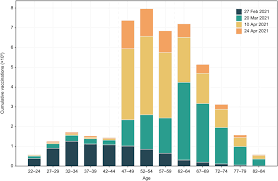 27 Feb 2021
20 Mar 2021
10 Apr 2021
24 Apr 2021
8
7
6
5
4
3
2
1
0
Cumulative vaccinations (×10⁵)
22–24 27–29 32–34 37–39 42–44 47–49 52–54 57–59 62–64 67–69 72–74 77–79 82–84
Age